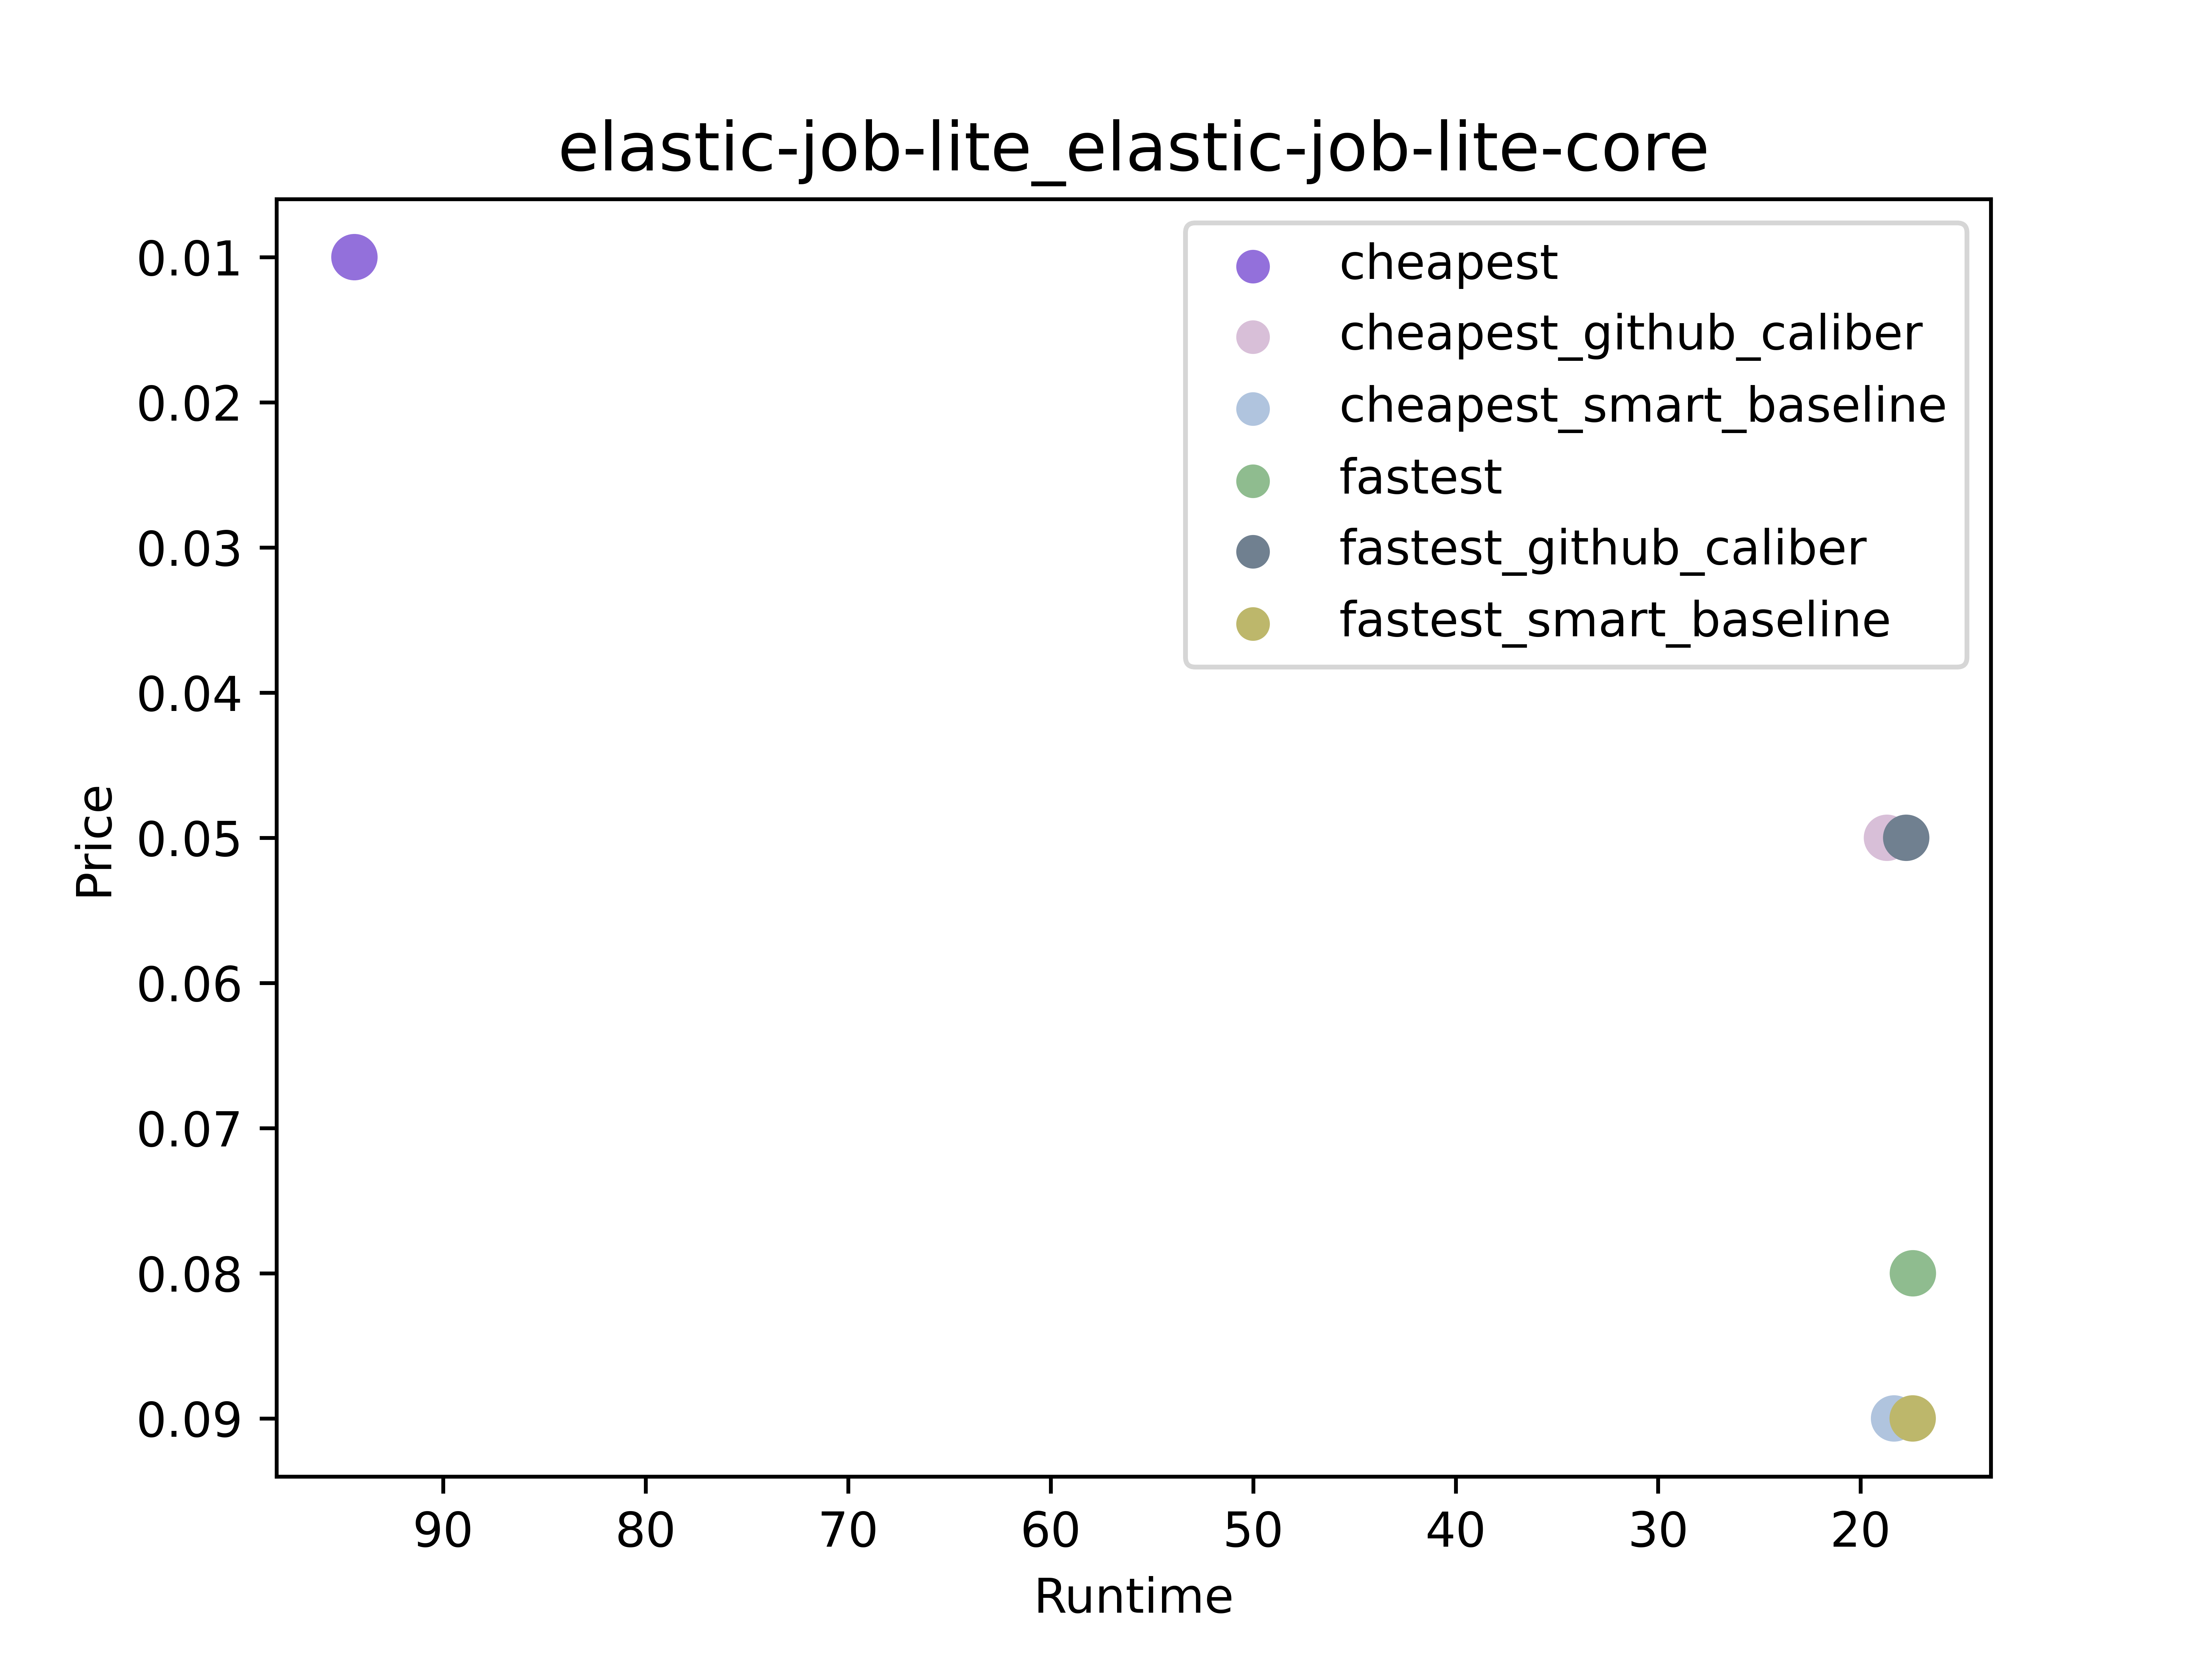 elastic-job-lite_elastic-job-lite-core
cheapest
cheapest_github_caliber
cheapest_smart_baseline
fastest
fastest_github_caliber
fastest_smart_baseline
Price
0.01
0.02
0.03
0.04
0.05
0.06
0.07
0.08
0.09
90 80 70 60 50 40 30 20
Runtime